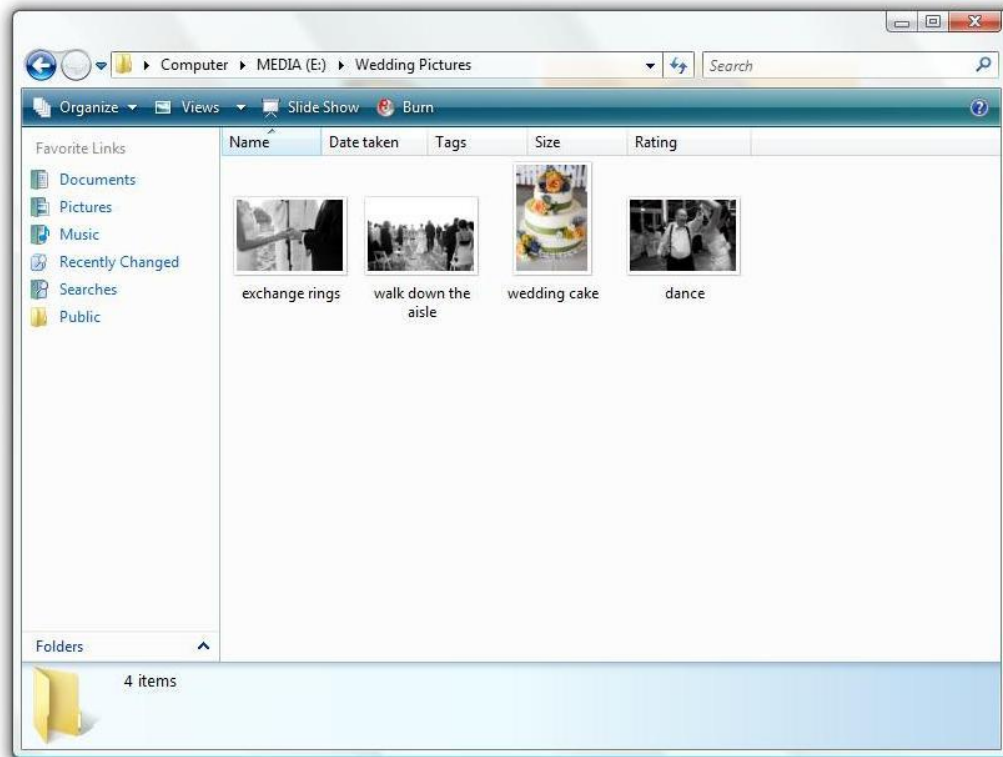 Computer MEDIA (E:) Wedding Pictures
Search
Organize Views Slide Show Burn
Favorite Links
Documents
Pictures
Music
Recently Changed
Searches
Public
Folders
Name Date taken Tags Size Rating
exchange rings
walk down the
aisle
wedding cake
dance
4 items